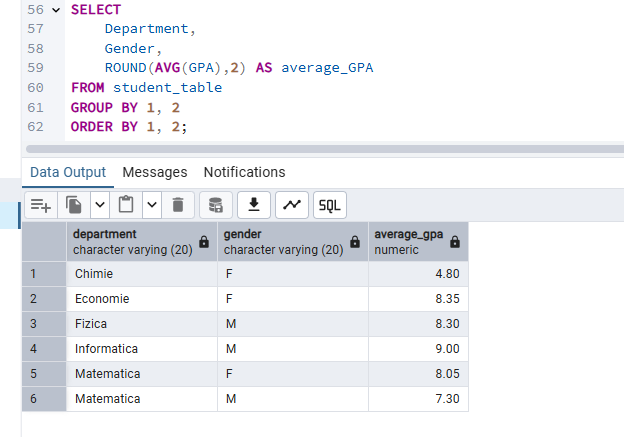 56 SELECT
57 Department,
58 Gender,
59 ROUND(AVG(GPA),2) AS average_GPA
60 FROM student_table
61 GROUP BY 1, 2
62 ORDER BY 1, 2;
Data Output Messages Notifications
SQL
department gender average_gpa
character varying (20) character varying (20) numeric
1 Chimie F 4.80
2 Economie F 8.35
3 Fizica M 8.30
4 Informatica M 9.00
5 Matematica F 8.05
6 Matematica M 7.30